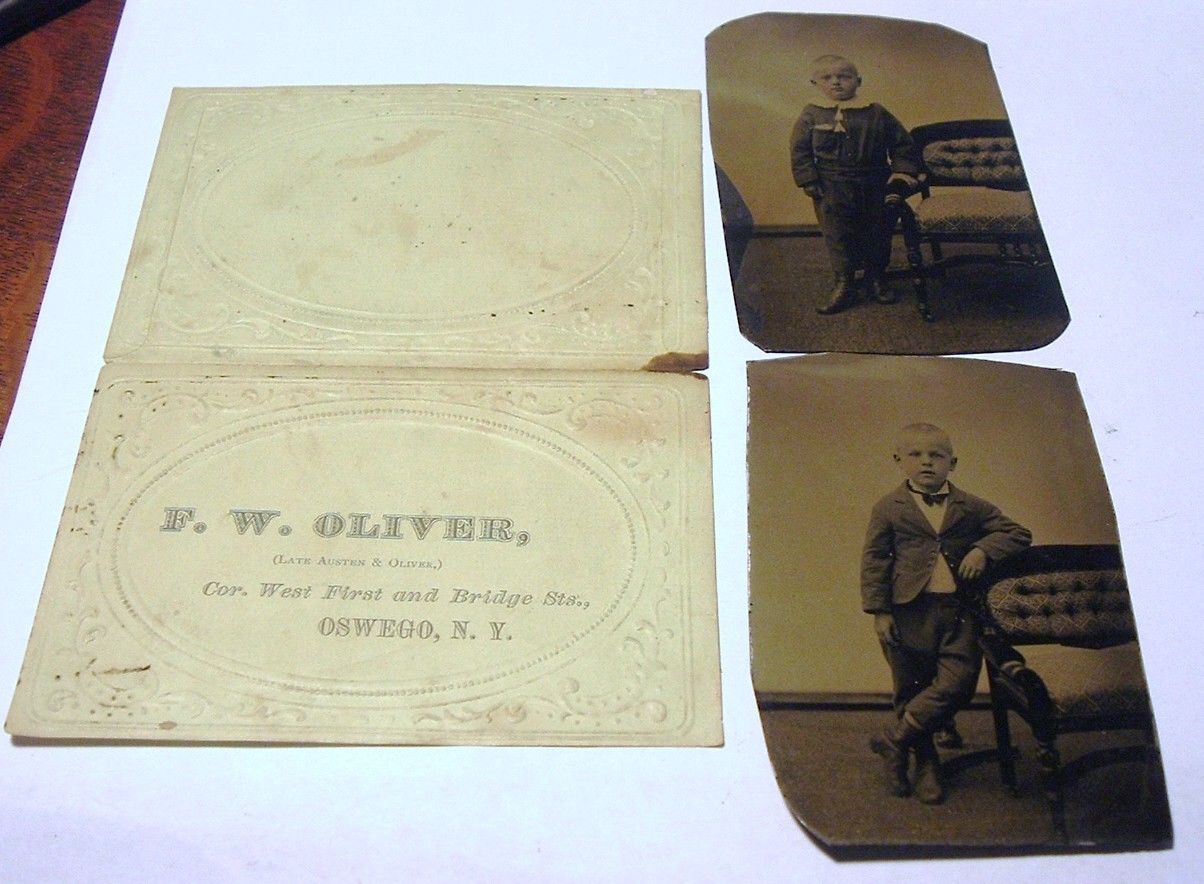 F. W. OLIVER,
(LATE AUSTEN & OLIVER,)
Cor. West First and Bridge Sts.,
OSWEGO, N. Y.